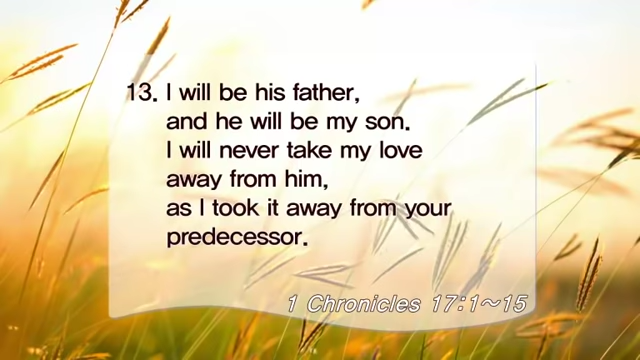 13. I will be his father,
and he will be my son.
I will never take my love
away from him,
as I took it away from your
predecessor.
1 Chronicles 17:1~15